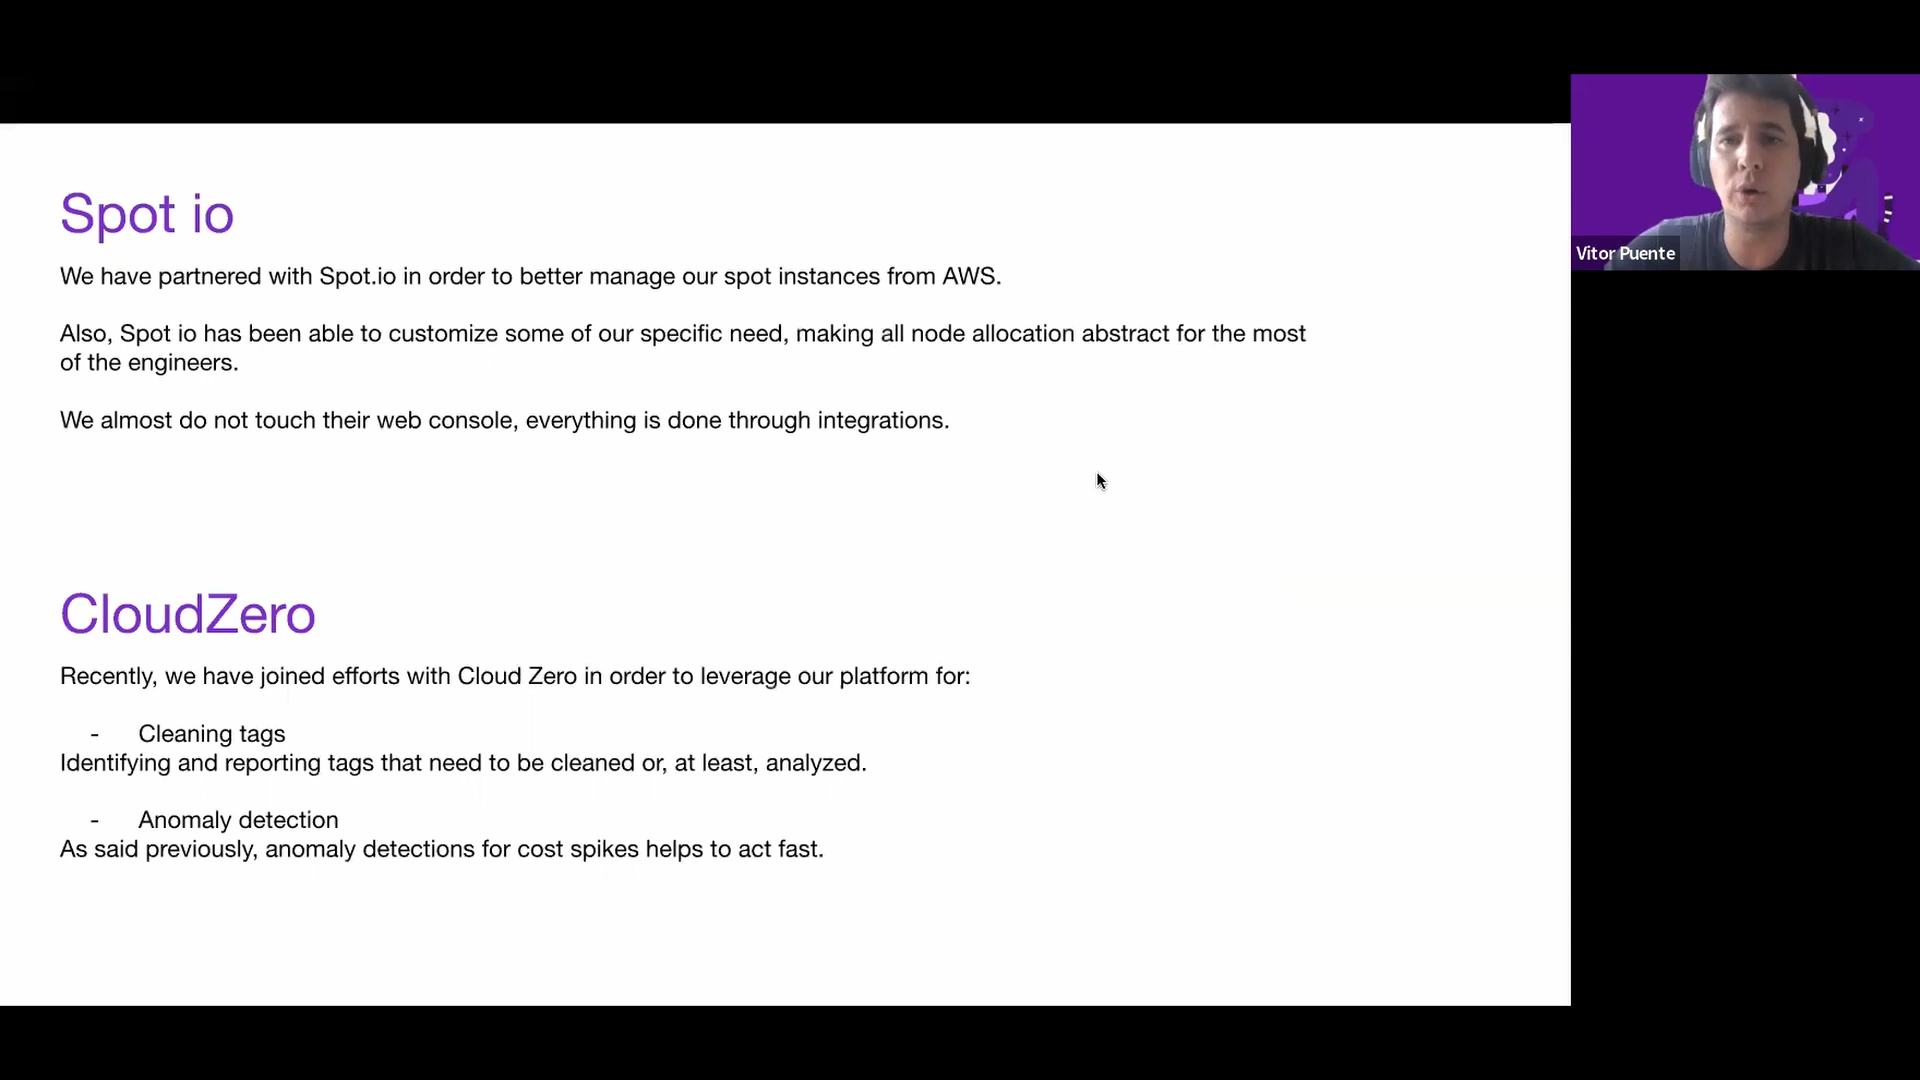 Spot io
We have partnered with Spot.io in order to better manage our spot instances from AWS.
Also, Spot io has been able to customize some of our specific need, making all node allocation abstract for the most
of the engineers.
We almost do not touch their web console, everything is done through integrations.
CloudZero
Recently, we have joined efforts with Cloud Zero in order to leverage our platform for:
- Cleaning tags
Identifying and reporting tags that need to be cleaned or, at least, analyzed.
- Anomaly detection
As said previously, anomaly detections for cost spikes helps to act fast.
Vitor Puente